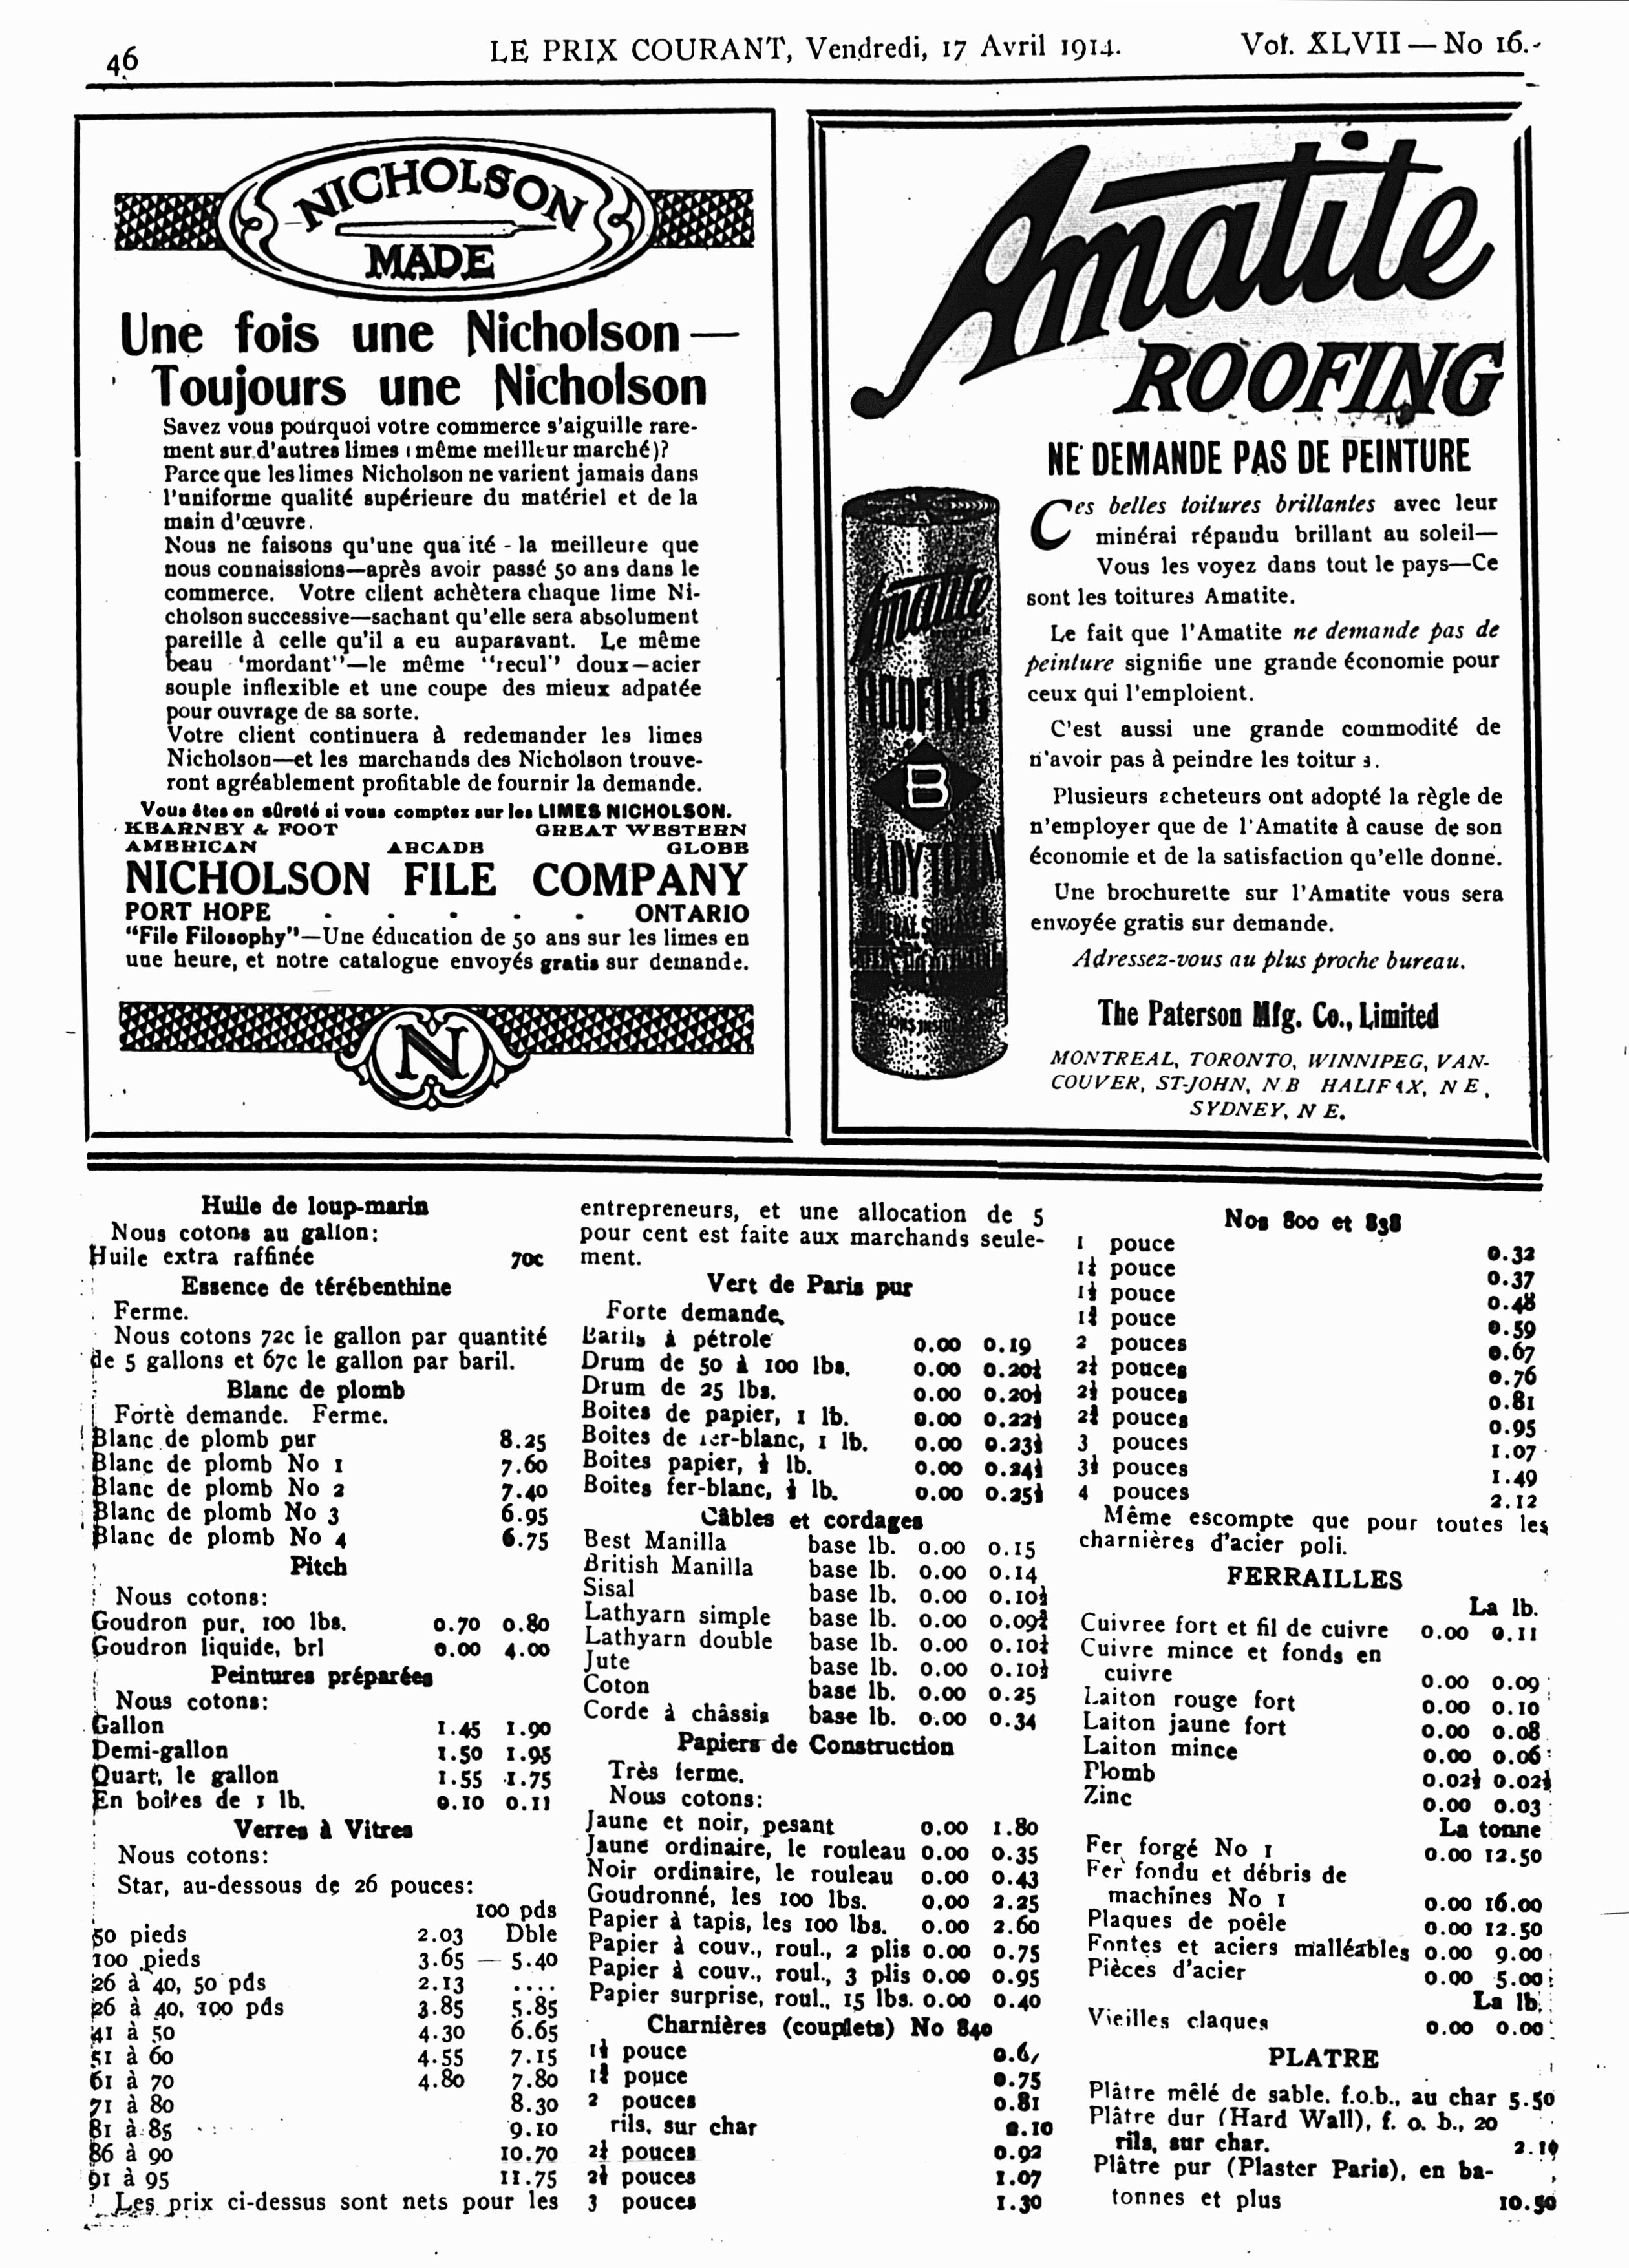 46
LE PRIX COURANT, Vendredi, 17 Avril 1914.
Vol. XLVII — No 16.
NICHOLSON
MADE
Une fois une Nicholson —
Toujours une Nicholson
Savez vous pourquoi votre commerce s'aiguille rare-
ment sur d'autres limes (même meilleur marché)?
Parce que les limes Nicholson ne varient jamais dans
l'uniforme qualité supérieure du matériel et de la
main d'œuvre.
Nous ne faisons qu'une qua ité - la meilleure que
nous connaissions—après avoir passé 50 ans dans le
commerce. Votre client achètera chaque lime Ni-
cholson successive—sachant qu'elle sera absolument
pareille à celle qu'il a eu auparavant. Le même
beau 'mordant"—le même "recul" doux—acier
souple inflexible et une coupe des mieux adpatée
pour ouvrage de sa sorte.
Votre client continuera à redemander les limes
Nicholson—et les marchands des Nicholson trouve-
ront agréablement profitable de fournir la demande.
Vous êtes en sûreté si vous comptez sur les LIMES NICHOLSON.
KEARNEY & FOOT GREAT WESTERN
AMERICAN ARCADE GLOBE
NICHOLSON FILE COMPANY
PORT HOPE . . . . . ONTARIO
"File Filosophy"—Une éducation de 50 ans sur les limes en
une heure, et notre catalogue envoyés gratis sur demande.
N
Amatite
ROOFING
NE DEMANDE PAS DE PEINTURE
Ces belles toitures brillantes avec leur
minérai répandu brillant au soleil—
Vous les voyez dans tout le pays—Ce
sont les toitures Amatite.
Le fait que l'Amatite ne demande pas de
peinture signifie une grande économie pour
ceux qui l'emploient.
C'est aussi une grande commodité de
n'avoir pas à peindre les toitur s.
Plusieurs acheteurs ont adopté la règle de
n'employer que de l'Amatite à cause de son
économie et de la satisfaction qu'elle donne.
Une brochurette sur l'Amatite vous sera
envoyée gratis sur demande.
Adressez-vous au plus proche bureau.
The Paterson Mfg. Co., Limited
MONTREAL, TORONTO, WINNIPEG, VAN-
COUVER, ST-JOHN, N B HALIFAX, N E,
SYDNEY, N E.
Amatite
ROOFING
B
Huile de loup-marin
Nous cotons au gallon:
Huile extra raffinée 70c
Essence de térébenthine
Ferme.
Nous cotons 72c le gallon par quantité
de 5 gallons et 67c le gallon par baril.
Blanc de plomb
Forte demande. Ferme.
Blanc de plomb pur 8.25
Blanc de plomb No 1 7.60
Blanc de plomb No 2 7.40
Blanc de plomb No 3 6.95
Blanc de plomb No 4 6.75
Pitch
Nous cotons:
Goudron pur, 100 lbs. 0.70 0.80
Goudron liquide, brl 0.00 4.00
Peintures préparées
Nous cotons:
Gallon 1.45 1.90
Demi-gallon 1.50 1.95
Quart, le gallon 1.55 1.75
En boites de 1 lb. 0.10 0.11
Verres à Vitres
Nous cotons:
Star, au-dessous de 26 pouces:
100 pds
50 pieds 2.03 Dble
100 pieds 3.65 — 5.40
26 à 40, 50 pds 2.13 ....
26 à 40, 100 pds 3.85 5.85
41 à 50 4.30 6.65
51 à 60 4.55 7.15
61 à 70 4.80 7.80
71 à 80 8.30
81 à 85 9.10
86 à 90 10.70
91 à 95 11.75
Les prix ci-dessus sont nets pour les
entrepreneurs, et une allocation de 5
pour cent est faite aux marchands seule-
ment.
Vert de Paris pur
Forte demande.
Barils à pétrole 0.00 0.19
Drum de 50 à 100 lbs. 0.00 0.20½
Drum de 25 lbs. 0.00 0.20½
Boites de papier, 1 lb. 0.00 0.22½
Boites de fer-blanc, 1 lb. 0.00 0.23½
Boites papier, ½ lb. 0.00 0.24½
Boites fer-blanc, ½ lb. 0.00 0.25½
Câbles et cordages
Best Manilla base lb. 0.00 0.15
British Manilla base lb. 0.00 0.14
Sisal base lb. 0.00 0.10½
Lathyarn simple base lb. 0.00 0.09¾
Lathyarn double base lb. 0.00 0.10¼
Jute base lb. 0.00 0.10½
Coton base lb. 0.00 0.25
Corde à châssis base lb. 0.00 0.34
Papiers de Construction
Très ferme.
Nous cotons:
Jaune et noir, pesant 0.00 1.80
Jaune ordinaire, le rouleau 0.00 0.35
Noir ordinaire, le rouleau 0.00 0.43
Goudronné, les 100 lbs. 0.00 2.25
Papier à tapis, les 100 lbs. 0.00 2.60
Papier à couv., roul., 2 plis 0.00 0.75
Papier à couv., roul., 3 plis 0.00 0.95
Papier surprise, roul., 15 lbs. 0.00 0.40
Charnières (couplets) No 840
1½ pouce
1¾ pouce 0.75
2 pouces 0.81
rils, sur char
2¼ pouces 0.92
2½ pouces 1.07
3 pouces 1.30
Nos 800 et 838
1 pouce 0.32
1¼ pouce 0.37
1½ pouce 0.48
1¾ pouce 0.59
2 pouces 0.67
2¼ pouces 0.76
2½ pouces 0.81
2¾ pouces 0.95
3 pouces 1.07
3½ pouces 1.49
4 pouces 2.12
Même escompte que pour toutes les
charnières d'acier poli.
FERRAILLES
La lb.
Cuivree fort et fil de cuivre 0.00 0.11
Cuivre mince et fonds en
cuivre 0.00 0.09
Laiton rouge fort 0.00 0.10
Laiton jaune fort 0.00 0.08
Laiton mince 0.00 0.06
Plomb
Zinc 0.00 0.03
La tonne
Fer forgé No 1 0.00 12.50
Fer fondu et débris de
machines No 1 0.00 16.00
Plaques de poêle 0.00 12.50
Fontes et aciers malléables 0.00 9.00
Pièces d'acier 0.00 5.00
La lb.
Vieilles claques 0.00 0.00
PLATRE
Plâtre mêlé de sable. f.o.b., au char 5.50
Plâtre dur (Hard Wall), f. o. b., 20
rils, sur char. 2.10
Plâtre pur (Plaster Paris), en ba-
tonnes et plus 10.50